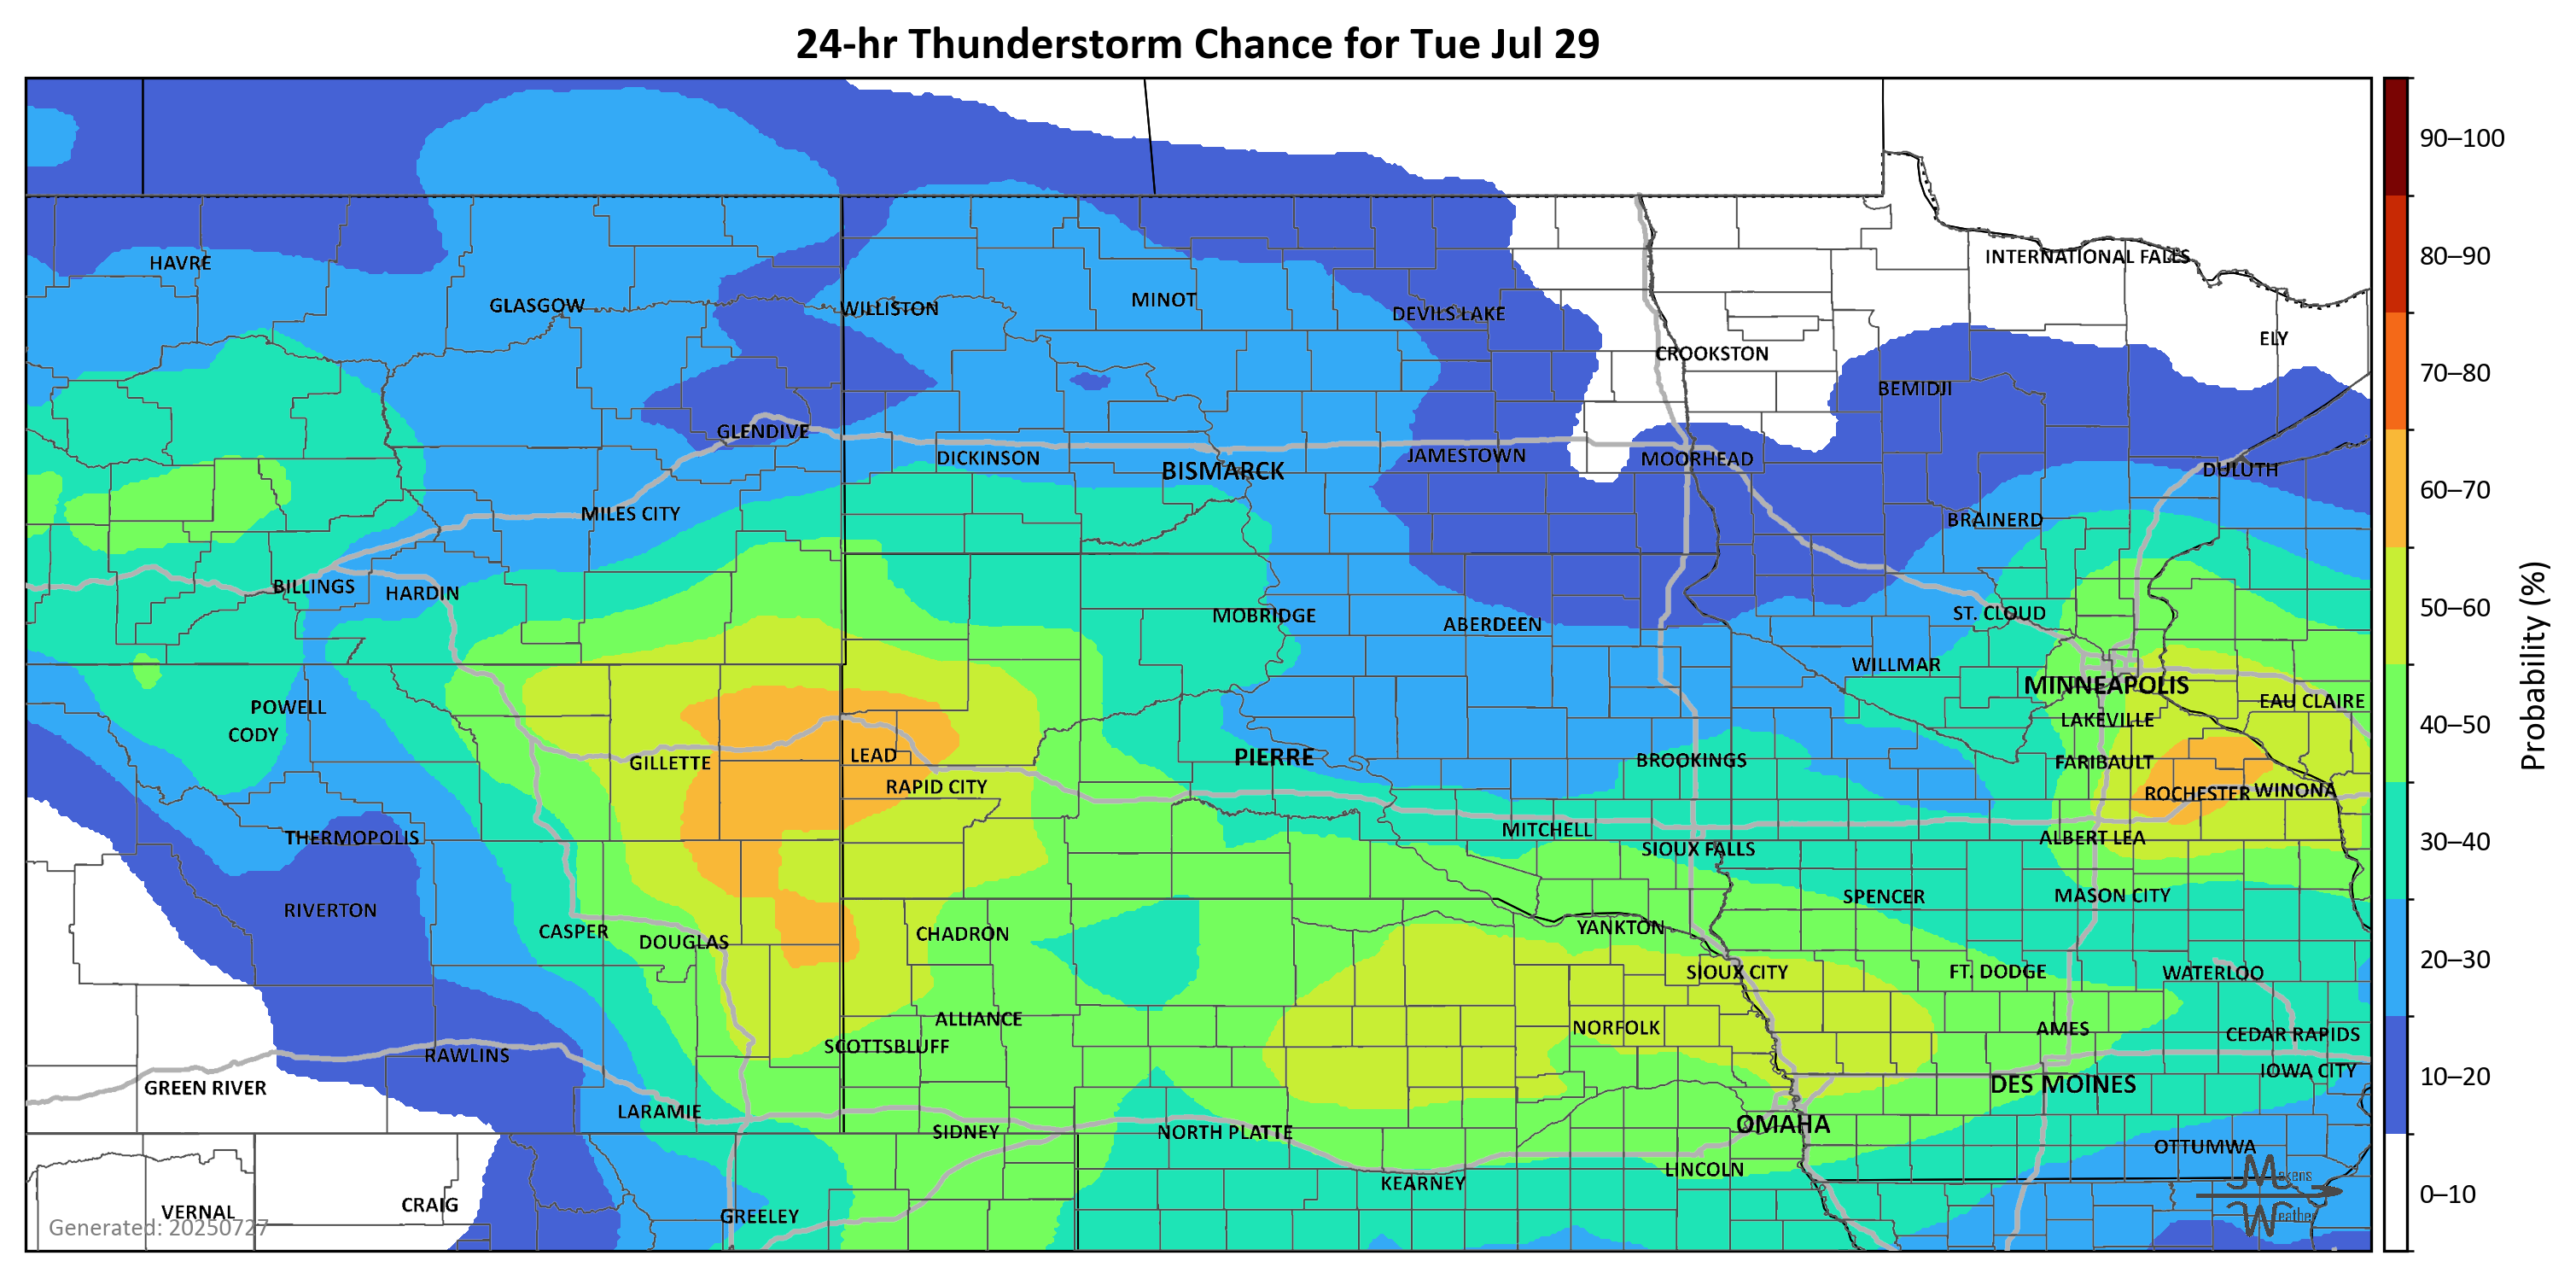 24-hr Thunderstorm Chance for Tue Jul 29
90–100
80–90
70–80
60–70
50–60
40–50
30–40
20–30
10–20
0–10
Probability (%)
HAVRE
INTERNATIONAL FALLS
GLASGOW
WILLISTON
MINOT
DEVILS LAKE
ELY
CROOKSTON
BEMIDJI
GLENDIVE
DICKINSON
BISMARCK
JAMESTOWN
MOORHEAD
DULUTH
MILES CITY
BRAINERD
BILLINGS
HARDIN
MOBRIDGE
ABERDEEN
ST. CLOUD
WILLMAR
MINNEAPOLIS
EAU CLAIRE
POWELL
LAKEVILLE
CODY
LEAD
PIERRE
GILLETTE
BROOKINGS
FARIBAULT
RAPID CITY
ROCHESTER
WINONA
THERMOPOLIS
MITCHELL
ALBERT LEA
SIOUX FALLS
RIVERTON
SPENCER
MASON CITY
CASPER
DOUGLAS
CHADRON
YANKTON
SIOUX CITY
FT. DODGE
WATERLOO
ALLIANCE
NORFOLK
AMES
CEDAR RAPIDS
SCOTTSBLUFF
RAWLINS
IOWA CITY
GREEN RIVER
DES MOINES
LARAMIE
OMAHA
SIDNEY
NORTH PLATTE
OTTUMWA
LINCOLN
KEARNEY
Makens
Weather
CRAIG
VERNAL
GREELEY
Generated: 20250727